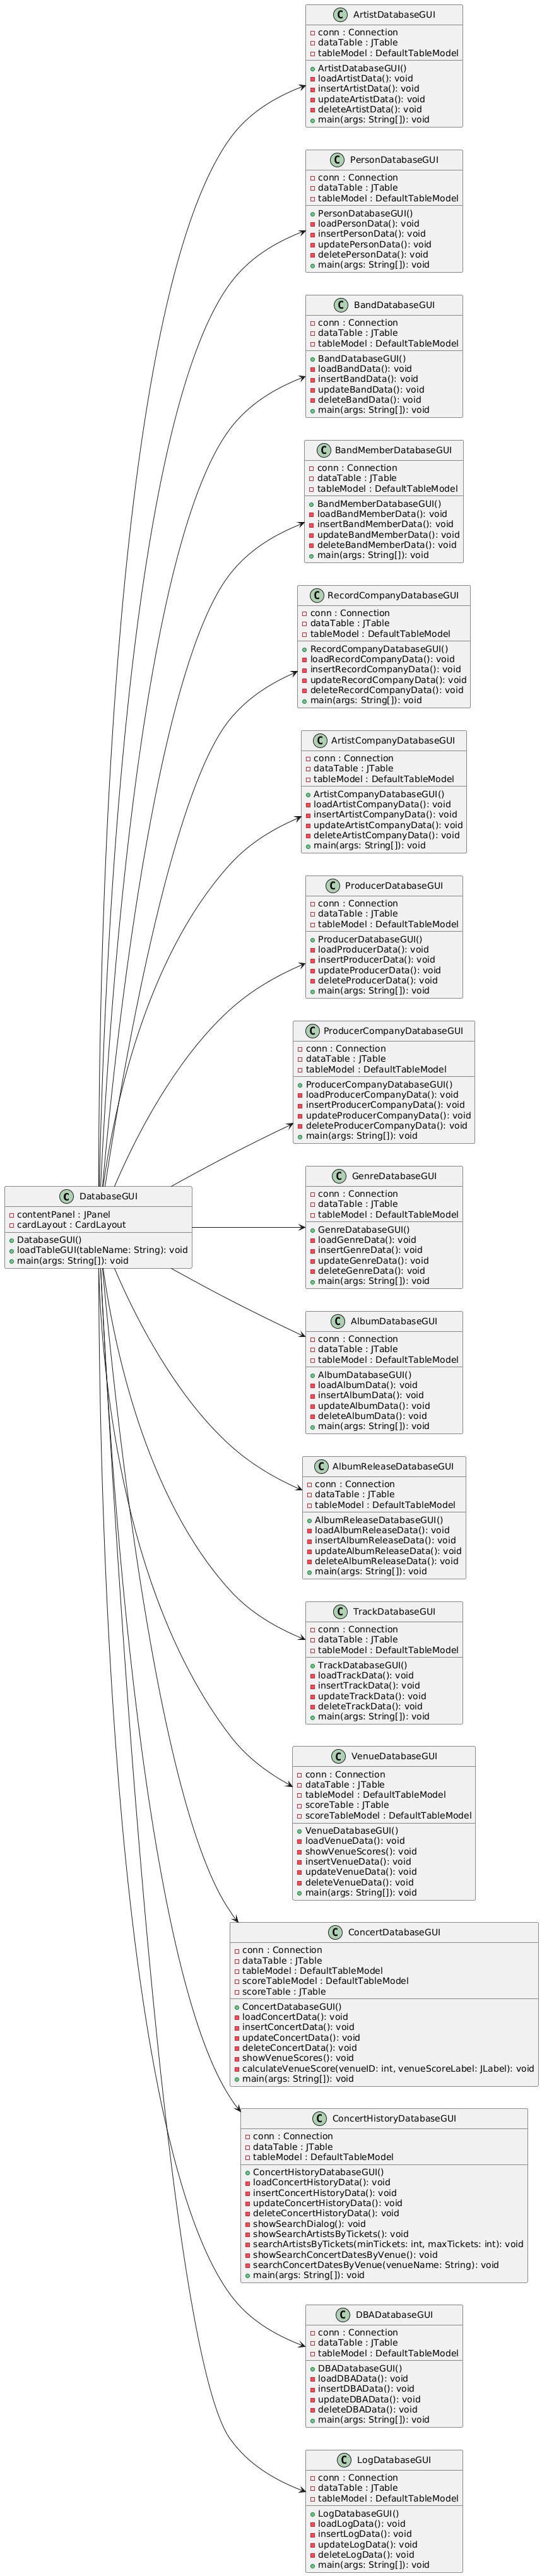 C ArtistDatabaseGUI
conn : Connection
dataTable : JTable
tableModel : DefaultTableModel
ArtistDatabaseGUI()
loadArtistData(): void
insertArtistData(): void
updateArtistData(): void
deleteArtistData(): void
main(args: String[]): void
C PersonDatabaseGUI
conn : Connection
dataTable : JTable
tableModel : DefaultTableModel
PersonDatabaseGUI()
loadPersonData(): void
insertPersonData(): void
updatePersonData(): void
deletePersonData(): void
main(args: String[]): void
C BandDatabaseGUI
conn : Connection
dataTable : JTable
tableModel : DefaultTableModel
BandDatabaseGUI()
loadBandData(): void
insertBandData(): void
updateBandData(): void
deleteBandData(): void
main(args: String[]): void
C BandMemberDatabaseGUI
conn : Connection
dataTable : JTable
tableModel : DefaultTableModel
BandMemberDatabaseGUI()
loadBandMemberData(): void
insertBandMemberData(): void
updateBandMemberData(): void
deleteBandMemberData(): void
main(args: String[]): void
C RecordCompanyDatabaseGUI
conn : Connection
dataTable : JTable
tableModel : DefaultTableModel
RecordCompanyDatabaseGUI()
loadRecordCompanyData(): void
insertRecordCompanyData(): void
updateRecordCompanyData(): void
deleteRecordCompanyData(): void
main(args: String[]): void
C ArtistCompanyDatabaseGUI
conn : Connection
dataTable : JTable
tableModel : DefaultTableModel
ArtistCompanyDatabaseGUI()
loadArtistCompanyData(): void
insertArtistCompanyData(): void
updateArtistCompanyData(): void
deleteArtistCompanyData(): void
main(args: String[]): void
C ProducerDatabaseGUI
conn : Connection
dataTable : JTable
tableModel : DefaultTableModel
ProducerDatabaseGUI()
loadProducerData(): void
insertProducerData(): void
updateProducerData(): void
deleteProducerData(): void
main(args: String[]): void
C ProducerCompanyDatabaseGUI
conn : Connection
dataTable : JTable
tableModel : DefaultTableModel
ProducerCompanyDatabaseGUI()
loadProducerCompanyData(): void
insertProducerCompanyData(): void
updateProducerCompanyData(): void
deleteProducerCompanyData(): void
main(args: String[]): void
C DatabaseGUI
contentPanel : JPanel
cardLayout : CardLayout
DatabaseGUI()
loadTableGUI(tableName: String): void
main(args: String[]): void
C GenreDatabaseGUI
conn : Connection
dataTable : JTable
tableModel : DefaultTableModel
GenreDatabaseGUI()
loadGenreData(): void
insertGenreData(): void
updateGenreData(): void
deleteGenreData(): void
main(args: String[]): void
C AlbumDatabaseGUI
conn : Connection
dataTable : JTable
tableModel : DefaultTableModel
AlbumDatabaseGUI()
loadAlbumData(): void
insertAlbumData(): void
updateAlbumData(): void
deleteAlbumData(): void
main(args: String[]): void
C AlbumReleaseDatabaseGUI
conn : Connection
dataTable : JTable
tableModel : DefaultTableModel
AlbumReleaseDatabaseGUI()
loadAlbumReleaseData(): void
insertAlbumReleaseData(): void
updateAlbumReleaseData(): void
deleteAlbumReleaseData(): void
main(args: String[]): void
C TrackDatabaseGUI
conn : Connection
dataTable : JTable
tableModel : DefaultTableModel
TrackDatabaseGUI()
loadTrackData(): void
insertTrackData(): void
updateTrackData(): void
deleteTrackData(): void
main(args: String[]): void
C VenueDatabaseGUI
conn : Connection
dataTable : JTable
tableModel : DefaultTableModel
scoreTable : JTable
scoreTableModel : DefaultTableModel
VenueDatabaseGUI()
loadVenueData(): void
showVenueScores(): void
insertVenueData(): void
updateVenueData(): void
deleteVenueData(): void
main(args: String[]): void
C ConcertDatabaseGUI
conn : Connection
dataTable : JTable
tableModel : DefaultTableModel
scoreTableModel : DefaultTableModel
scoreTable : JTable
ConcertDatabaseGUI()
loadConcertData(): void
insertConcertData(): void
updateConcertData(): void
deleteConcertData(): void
showVenueScores(): void
calculateVenueScore(venueID: int, venueScoreLabel: JLabel): void
main(args: String[]): void
C ConcertHistoryDatabaseGUI
conn : Connection
dataTable : JTable
tableModel : DefaultTableModel
ConcertHistoryDatabaseGUI()
loadConcertHistoryData(): void
insertConcertHistoryData(): void
updateConcertHistoryData(): void
deleteConcertHistoryData(): void
showSearchDialog(): void
showSearchArtistsByTickets(): void
searchArtistsByTickets(minTickets: int, maxTickets: int): void
showSearchConcertDatesByVenue(): void
searchConcertDatesByVenue(venueName: String): void
main(args: String[]): void
C DBADatabaseGUI
conn : Connection
dataTable : JTable
tableModel : DefaultTableModel
DBADatabaseGUI()
loadDBAData(): void
insertDBAData(): void
updateDBAData(): void
deleteDBAData(): void
main(args: String[]): void
C LogDatabaseGUI
conn : Connection
dataTable : JTable
tableModel : DefaultTableModel
LogDatabaseGUI()
loadLogData(): void
insertLogData(): void
updateLogData(): void
deleteLogData(): void
main(args: String[]): void